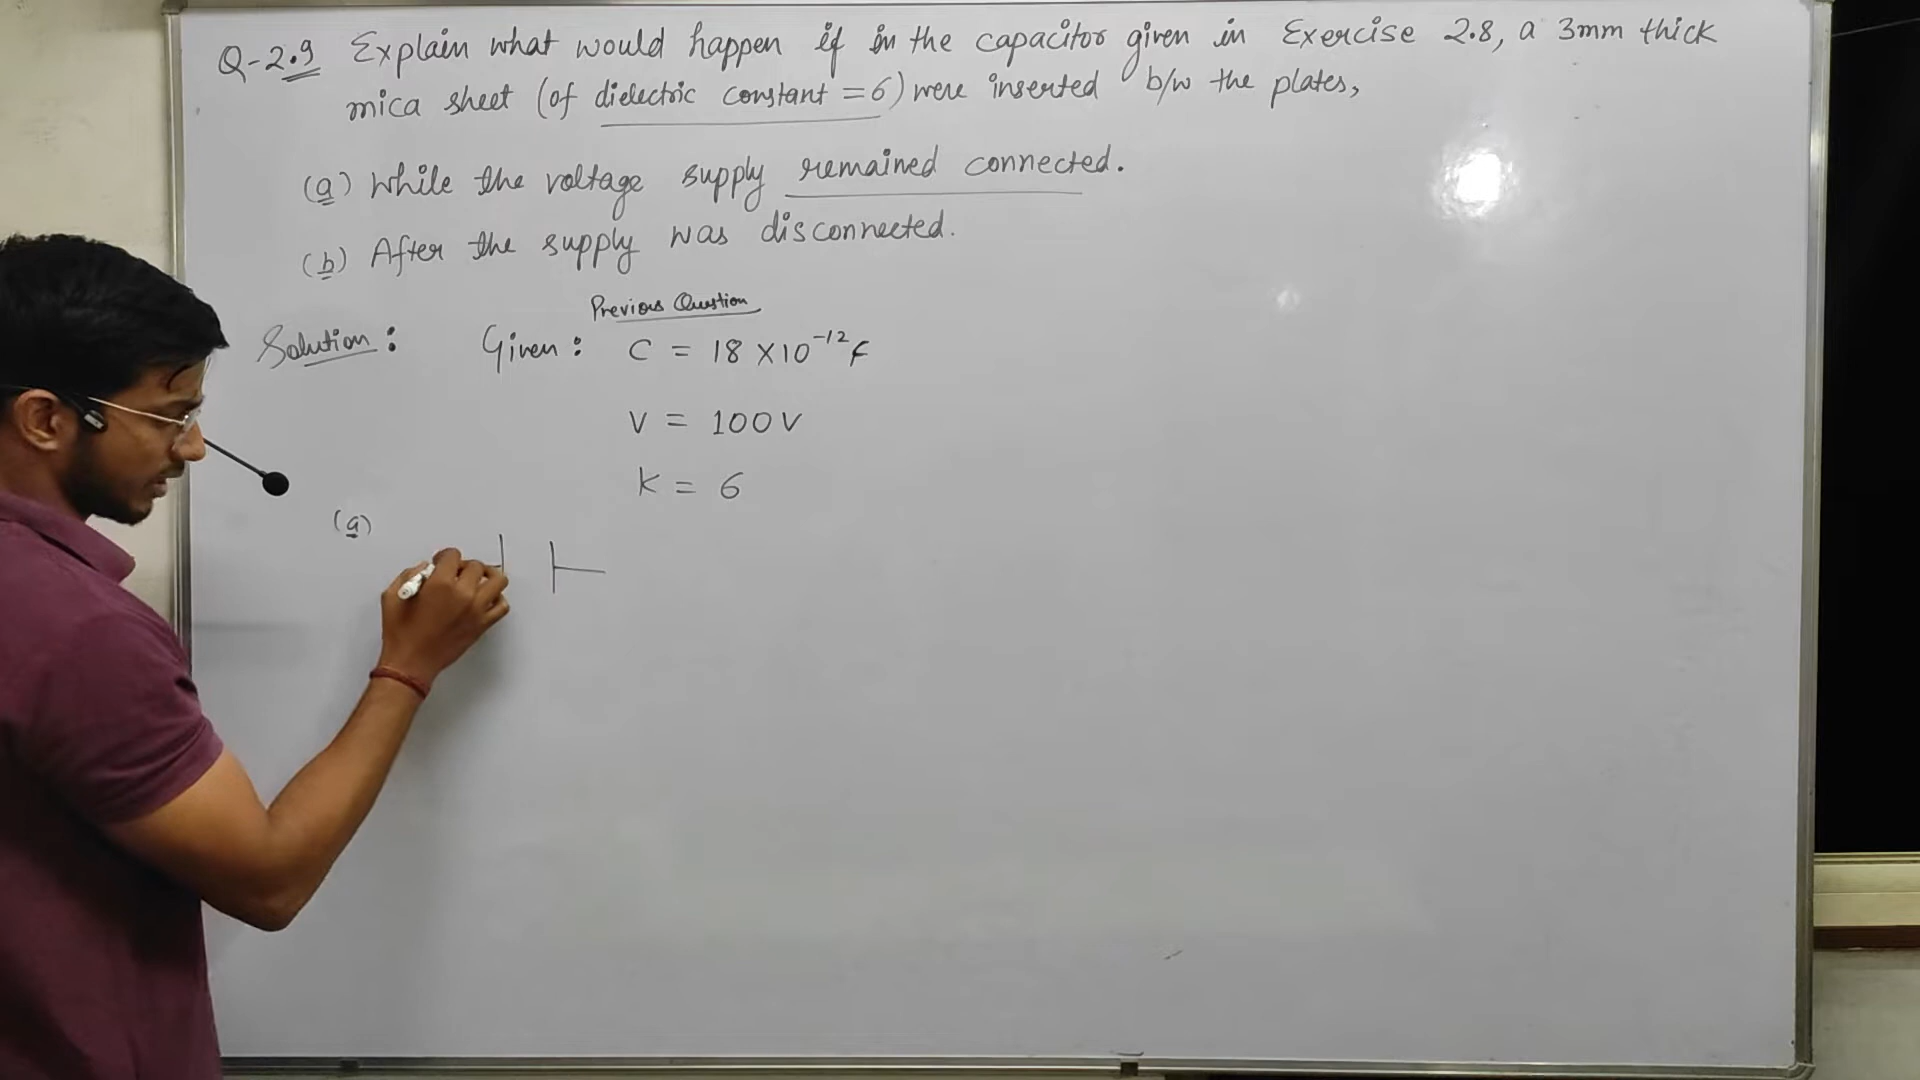 Q-2.9 Explain what would happen if in the capacitor given in Exercise 2.8, a 3mm thick
mica sheet (of dielectric constant = 6) were inserted b/w the plates,
(a) While the voltage supply remained connected.
(b) After the supply was disconnected.
Previous Question
Solution: Given: C = 18 × 10⁻¹² F
V = 100 V
K = 6
(a)